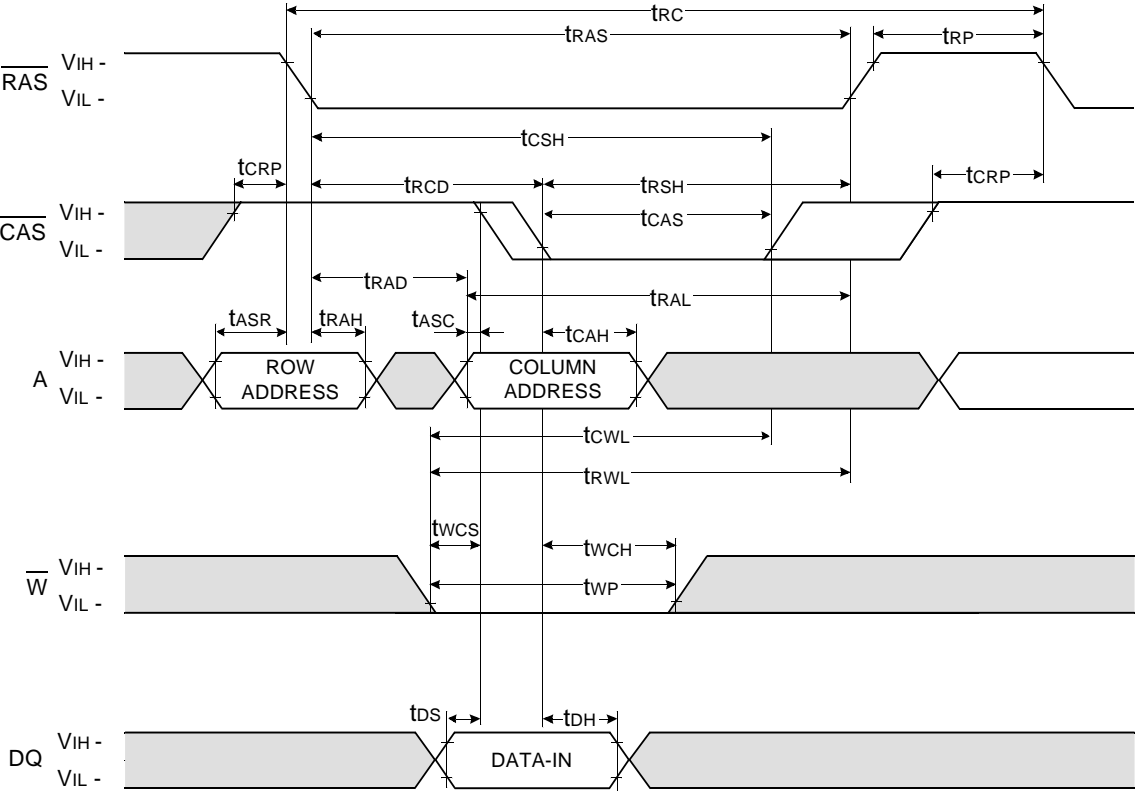 tRC
tRAS
tRP
RAS
VIH -
VIL -
tCSH
tCRP
tRCD
tRSH
tCRP
CAS
VIH -
VIL -
tCAS
tRAD
tRAL
tASR
tRAH
tASC
tCAH
A
VIH -
VIL -
ROW
ADDRESS
COLUMN
ADDRESS
tCWL
tRWL
tWCS
tWCH
W
VIH -
VIL -
tWP
tDS
tDH
DQ
VIH -
VIL -
DATA-IN